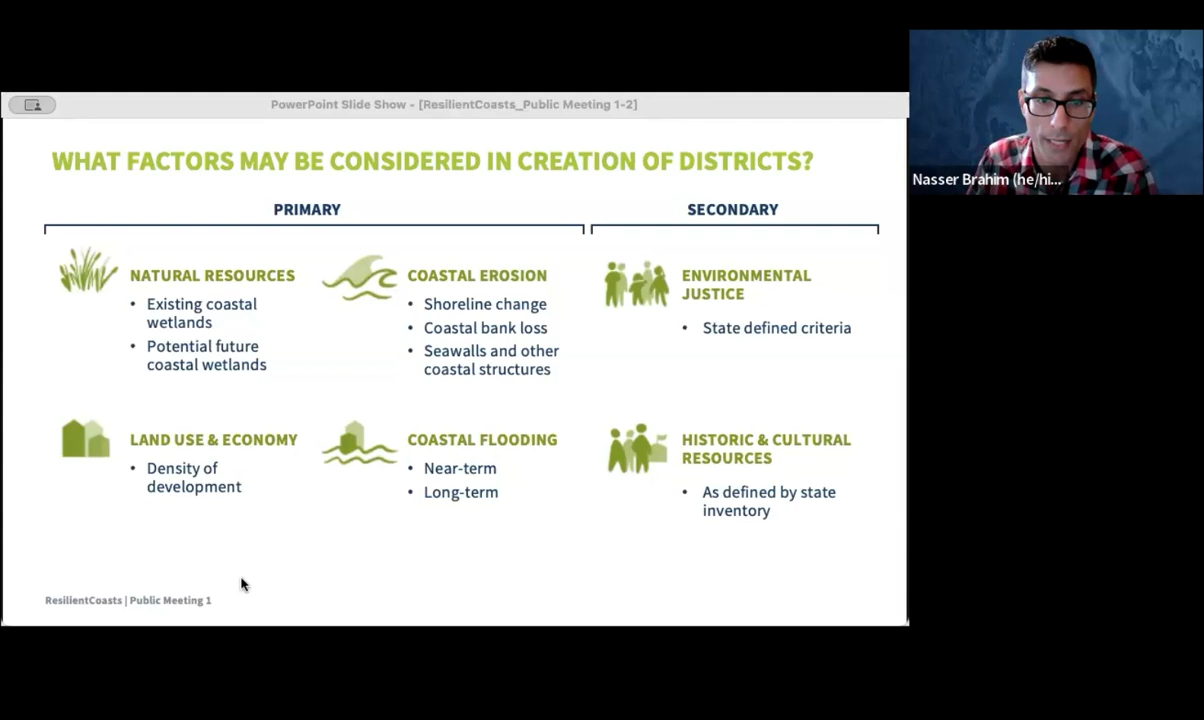 PowerPoint Slide Show - [ResilientCoasts_Public Meeting 1-2]
WHAT FACTORS MAY BE CONSIDERED IN CREATION OF DISTRICTS?
PRIMARY
SECONDARY
NATURAL RESOURCES
• Existing coastal
wetlands
• Potential future
coastal wetlands
COASTAL EROSION
• Shoreline change
• Coastal bank loss
• Seawalls and other
coastal structures
ENVIRONMENTAL
JUSTICE
• State defined criteria
LAND USE & ECONOMY
• Density of
development
COASTAL FLOODING
• Near-term
• Long-term
HISTORIC & CULTURAL
RESOURCES
• As defined by state
inventory
ResilientCoasts | Public Meeting 1
Nasser Brahim (he/hi...